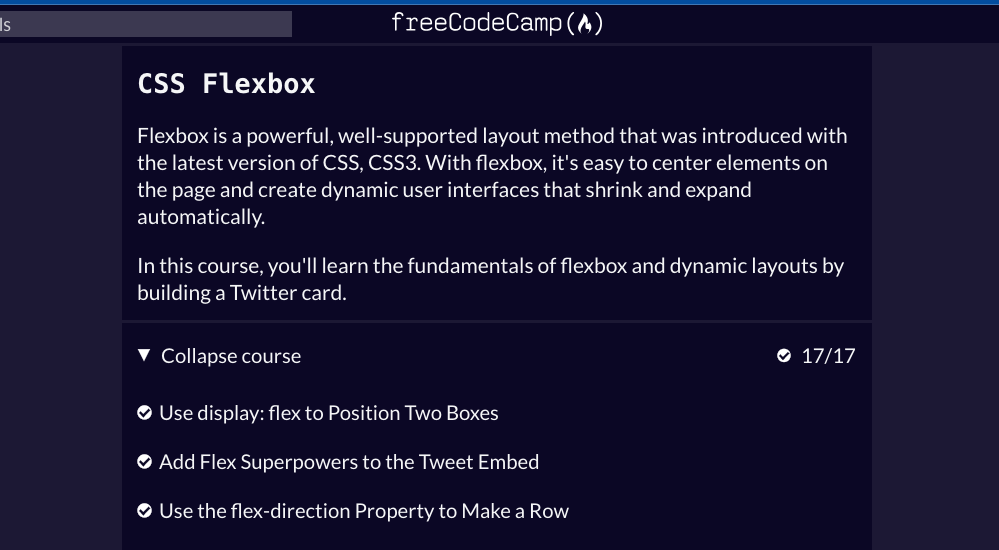 freeCodeCamp
CSS Flexbox
Flexbox is a powerful, well-supported layout method that was introduced with
the latest version of CSS, CSS3. With flexbox, it's easy to center elements on
the page and create dynamic user interfaces that shrink and expand
automatically.
In this course, you'll learn the fundamentals of flexbox and dynamic layouts by
building a Twitter card.
Collapse course 17/17
Use display: flex to Position Two Boxes
Add Flex Superpowers to the Tweet Embed
Use the flex-direction Property to Make a Row